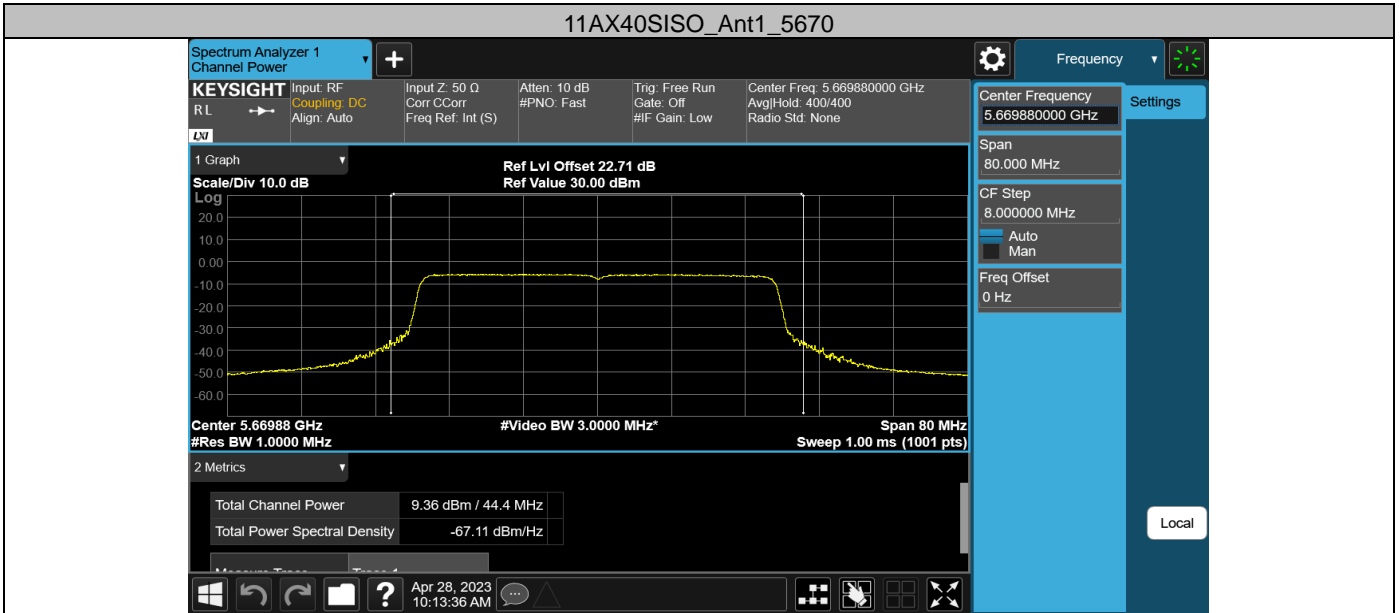 11AX40SISO_Ant1_5670
Spectrum Analyzer 1
Channel Power
+
Frequency
KEYSIGHT
R L
LXI
Input: RF
Coupling: DC
Align: Auto
Input Z: 50 Ω
Corr CCorr
Freq Ref: Int (S)
Atten: 10 dB
#PNO: Fast
Trig: Free Run
Gate: Off
#IF Gain: Low
Center Freq: 5.669880000 GHz
Avg|Hold: 400/400
Radio Std: None
Center Frequency
5.669880000 GHz
Settings
Span
80.000 MHz
CF Step
8.000000 MHz
Auto
Man
Freq Offset
0 Hz
Local
1 Graph
Scale/Div 10.0 dB
Ref Lvl Offset 22.71 dB
Ref Value 30.00 dBm
Log
20.0
10.0
0.00
-10.0
-20.0
-30.0
-40.0
-50.0
-60.0
Center 5.66988 GHz
#Video BW 3.0000 MHz*
Span 80 MHz
#Res BW 1.0000 MHz
Sweep 1.00 ms (1001 pts)
2 Metrics
Total Channel Power 9.36 dBm / 44.4 MHz
Total Power Spectral Density -67.11 dBm/Hz
Measure Trace Trace 1
?
Apr 28, 2023
10:13:36 AM